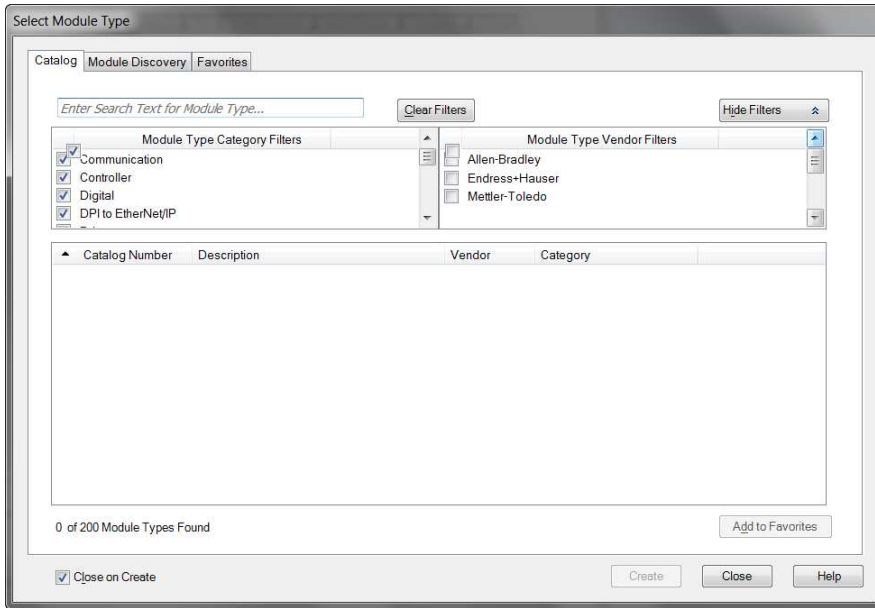 Select Module Type
Catalog Module Discovery Favorites
Enter Search Text for Module Type... Clear Filters Hide Filters
Module Type Category Filters Module Type Vendor Filters
Communication Allen-Bradley
Controller Endress+Hauser
Digital Mettler-Toledo
DPI to EtherNet/IP
Catalog Number Description Vendor Category
0 of 200 Module Types Found Add to Favorites
Close on Create Create Close Help